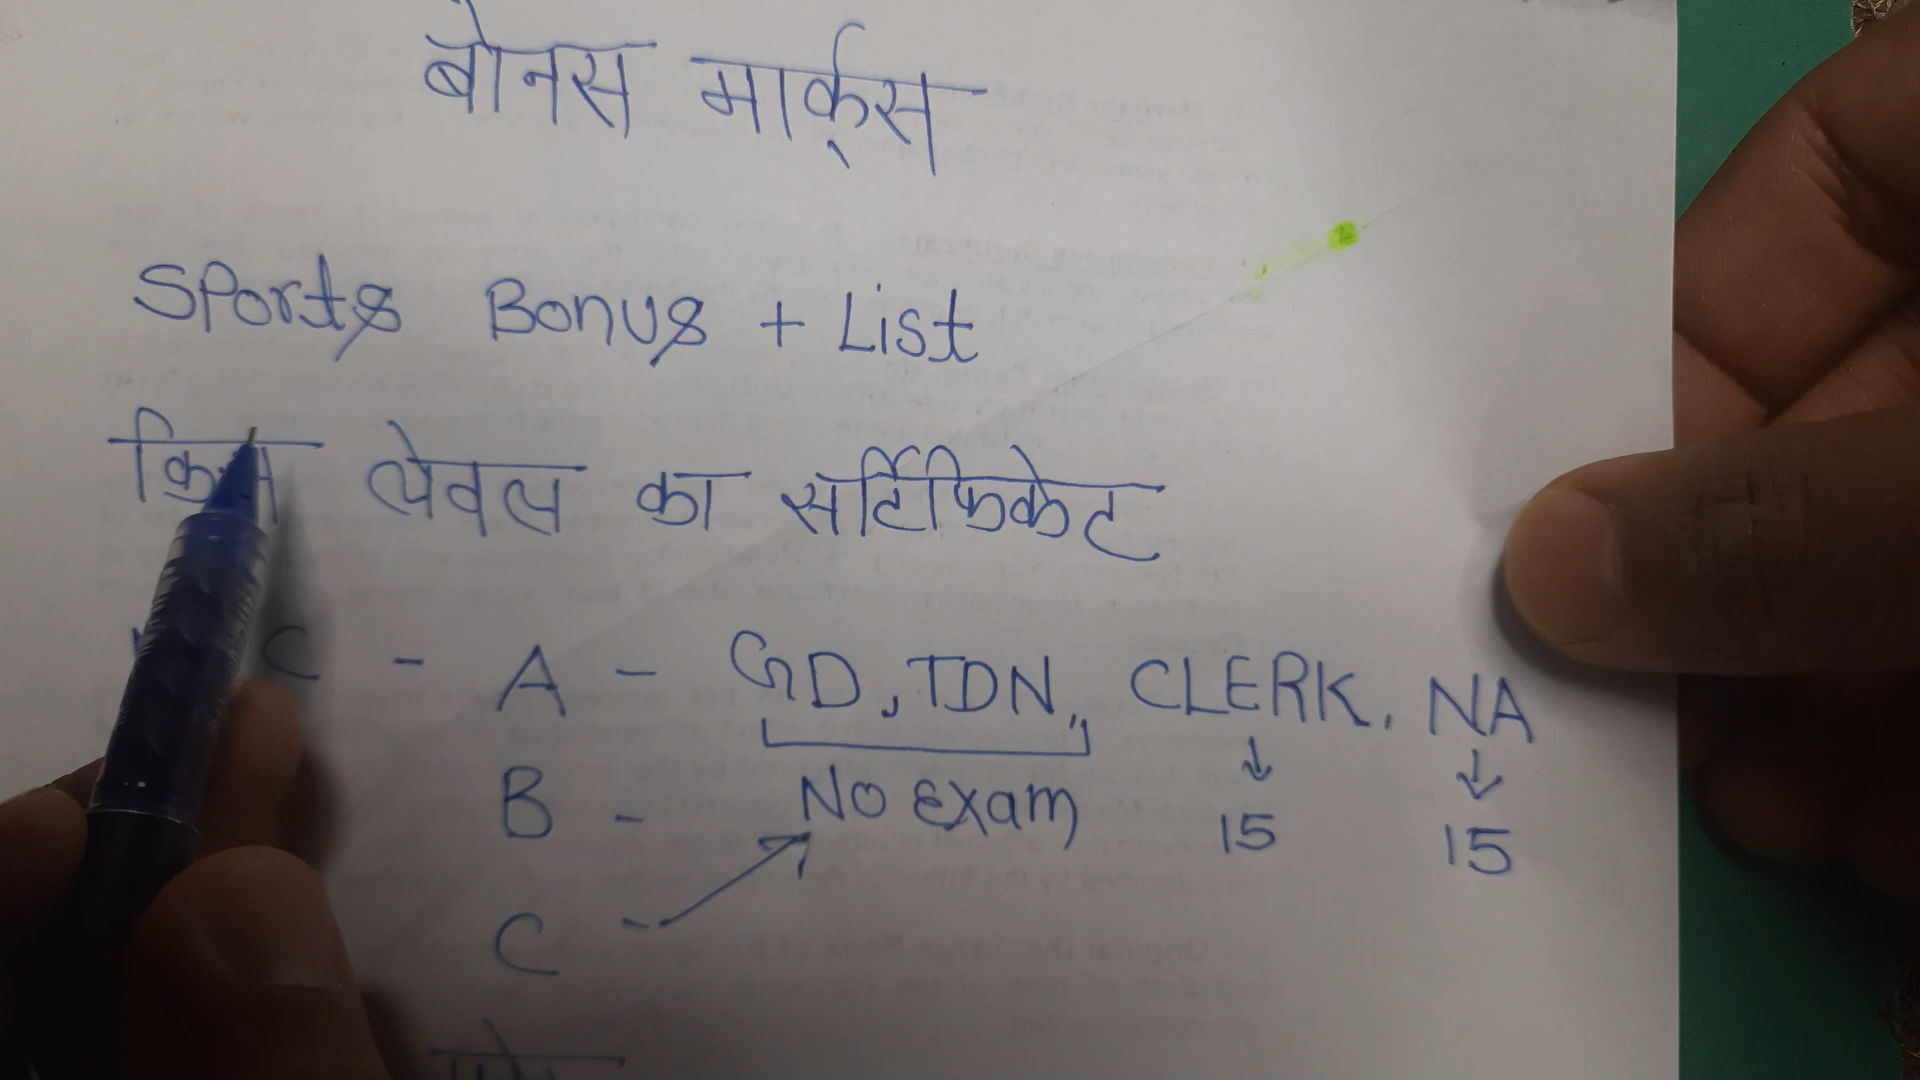 बोनस मार्क्स
Sports Bonus + List
किस लेवल का सर्टिफिकेट
C - A - GD, TDN,, CLERK, NA
B - No Exam 15 15
C -